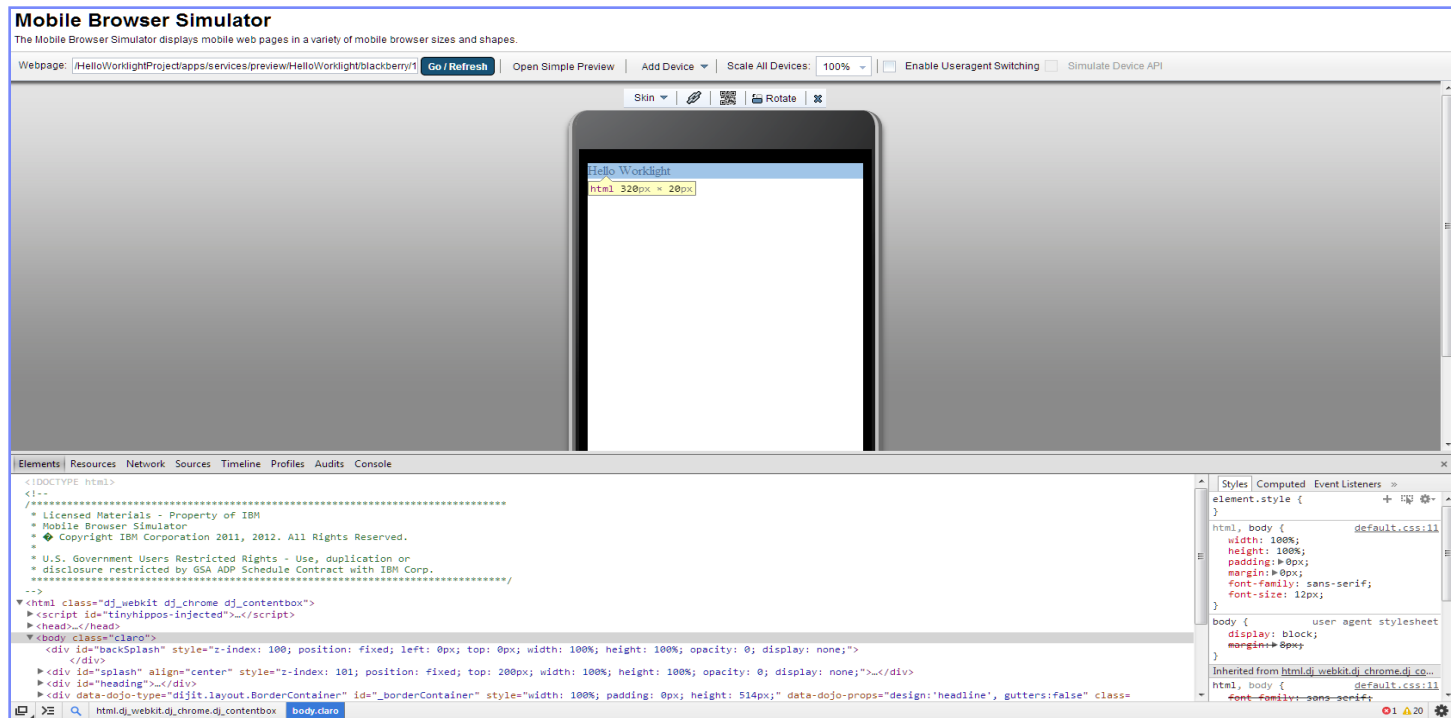 Mobile Browser Simulator
The Mobile Browser Simulator displays mobile web pages in a variety of mobile browser sizes and shapes.
Webpage: /HelloWorklightProject/apps/services/preview/HelloWorklight/blackberry/1 Go / Refresh Open Simple Preview Add Device Scale All Devices: 100% Enable Useragent Switching Simulate Device API
Skin Rotate
Hello Worklight
html 320px × 20px
Elements Resources Network Sources Timeline Profiles Audits Console
<!DOCTYPE html>
<!--
/*******************************************************************************
* Licensed Materials - Property of IBM
* Mobile Browser Simulator
* � Copyright IBM Corporation 2011, 2012. All Rights Reserved.
*
* U.S. Government Users Restricted Rights - Use, duplication or
* disclosure restricted by GSA ADP Schedule Contract with IBM Corp.
*******************************************************************************/
-->
▼<html class="dj_webkit dj_chrome dj_contentbox">
▶<script id="tinyhippos-injected">…</script>
▶<head>…</head>
▼<body class="claro">
<div id="backSplash" style="z-index: 100; position: fixed; left: 0px; top: 0px; width: 100%; height: 100%; opacity: 0; display: none;">
</div>
▶<div id="splash" align="center" style="z-index: 101; position: fixed; top: 200px; width: 100%; height: 100%; opacity: 0; display: none;">…</div>
▶<div id="heading">…</div>
▶<div data-dojo-type="dijit.layout.BorderContainer" id="_borderContainer" style="width: 100%; padding: 0px; height: 514px;" data-dojo-props="design:'headline', gutters:false" class=
Styles Computed Event Listeners »
element.style {
}
html, body { default.css:11
width: 100%;
height: 100%;
padding:▶0px;
margin:▶0px;
font-family: sans-serif;
font-size: 12px;
}
body { user agent stylesheet
display: block;
margin:▶8px;
}
Inherited from html.dj_webkit.dj_chrome.dj_co…
html, body { default.css:11
font-family: sans-serif;
html.dj_webkit.dj_chrome.dj_contentbox body.claro 1 20